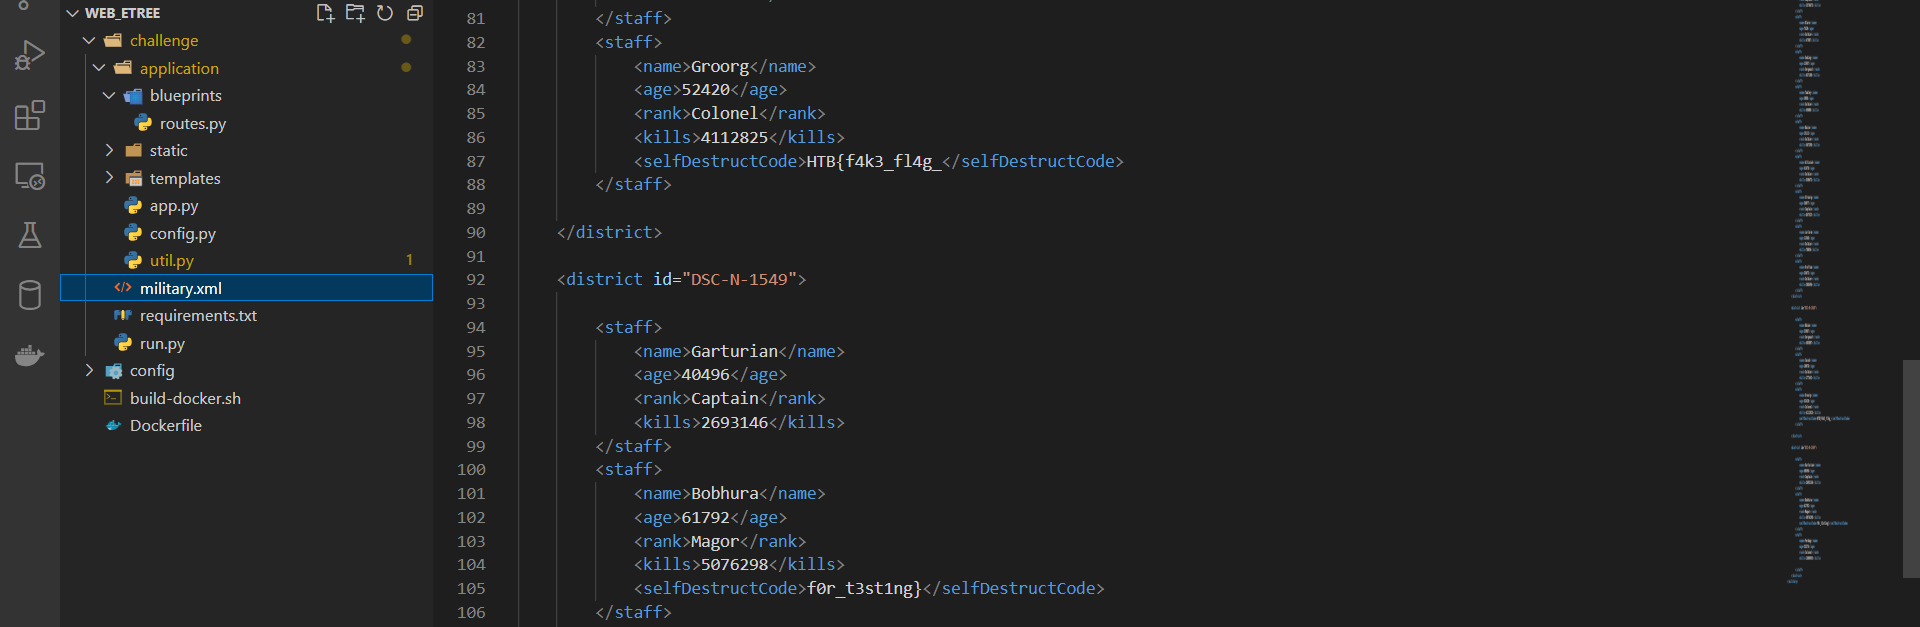 WEB_ETREE
challenge
application
blueprints
routes.py
static
templates
app.py
config.py
util.py 1
military.xml
requirements.txt
run.py
config
build-docker.sh
Dockerfile
81 </staff>
82 <staff>
83 <name>Groorg</name>
84 <age>52420</age>
85 <rank>Colonel</rank>
86 <kills>4112825</kills>
87 <selfDestructCode>HTB{f4k3_fl4g_</selfDestructCode>
88 </staff>
89
90 </district>
91
92 <district id="DSC-N-1549">
93
94 <staff>
95 <name>Garturian</name>
96 <age>40496</age>
97 <rank>Captain</rank>
98 <kills>2693146</kills>
99 </staff>
100 <staff>
101 <name>Bobhura</name>
102 <age>61792</age>
103 <rank>Magor</rank>
104 <kills>5076298</kills>
105 <selfDestructCode>f0r_t3st1ng}</selfDestructCode>
106 </staff>